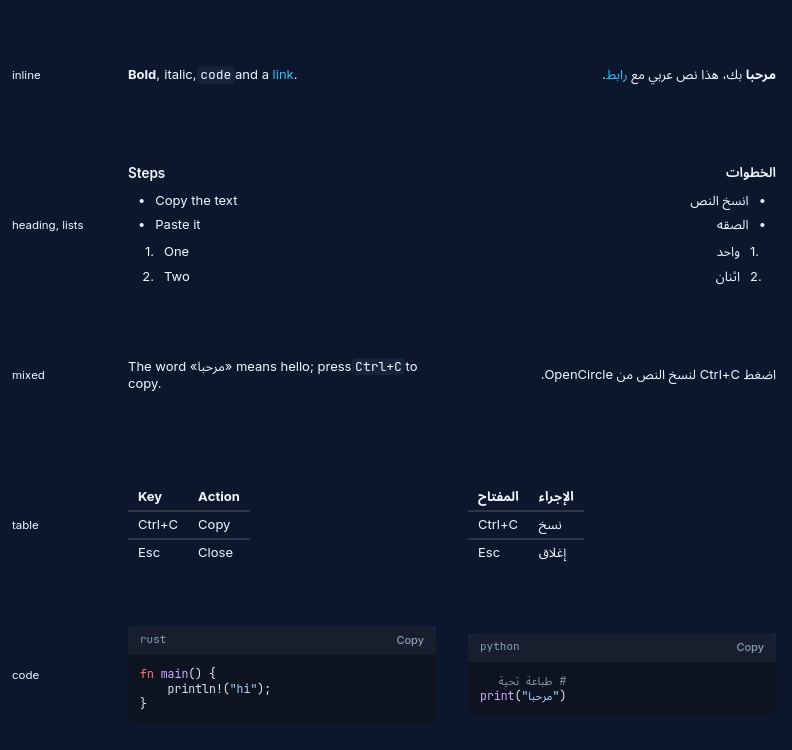 inline
Bold, italic, code and a link.
مرحبا بك، هذا نص عربي مع رابط.
heading, lists
Steps
• Copy the text
• Paste it
1. One
2. Two
الخطوات
• انسخ النص
• الصقه
1. واحد
2. اثنان
mixed
The word «مرحبا» means hello; press Ctrl+C to
copy.
اضغط Ctrl+C لنسخ النص من OpenCircle.
table
Key Action
Ctrl+C Copy
Esc Close
المفتاح الإجراء
Ctrl+C نسخ
Esc إغلاق
code
rust Copy
fn main() {
    println!("hi");
}
python Copy
# طباعة تحية
print("مرحبا")